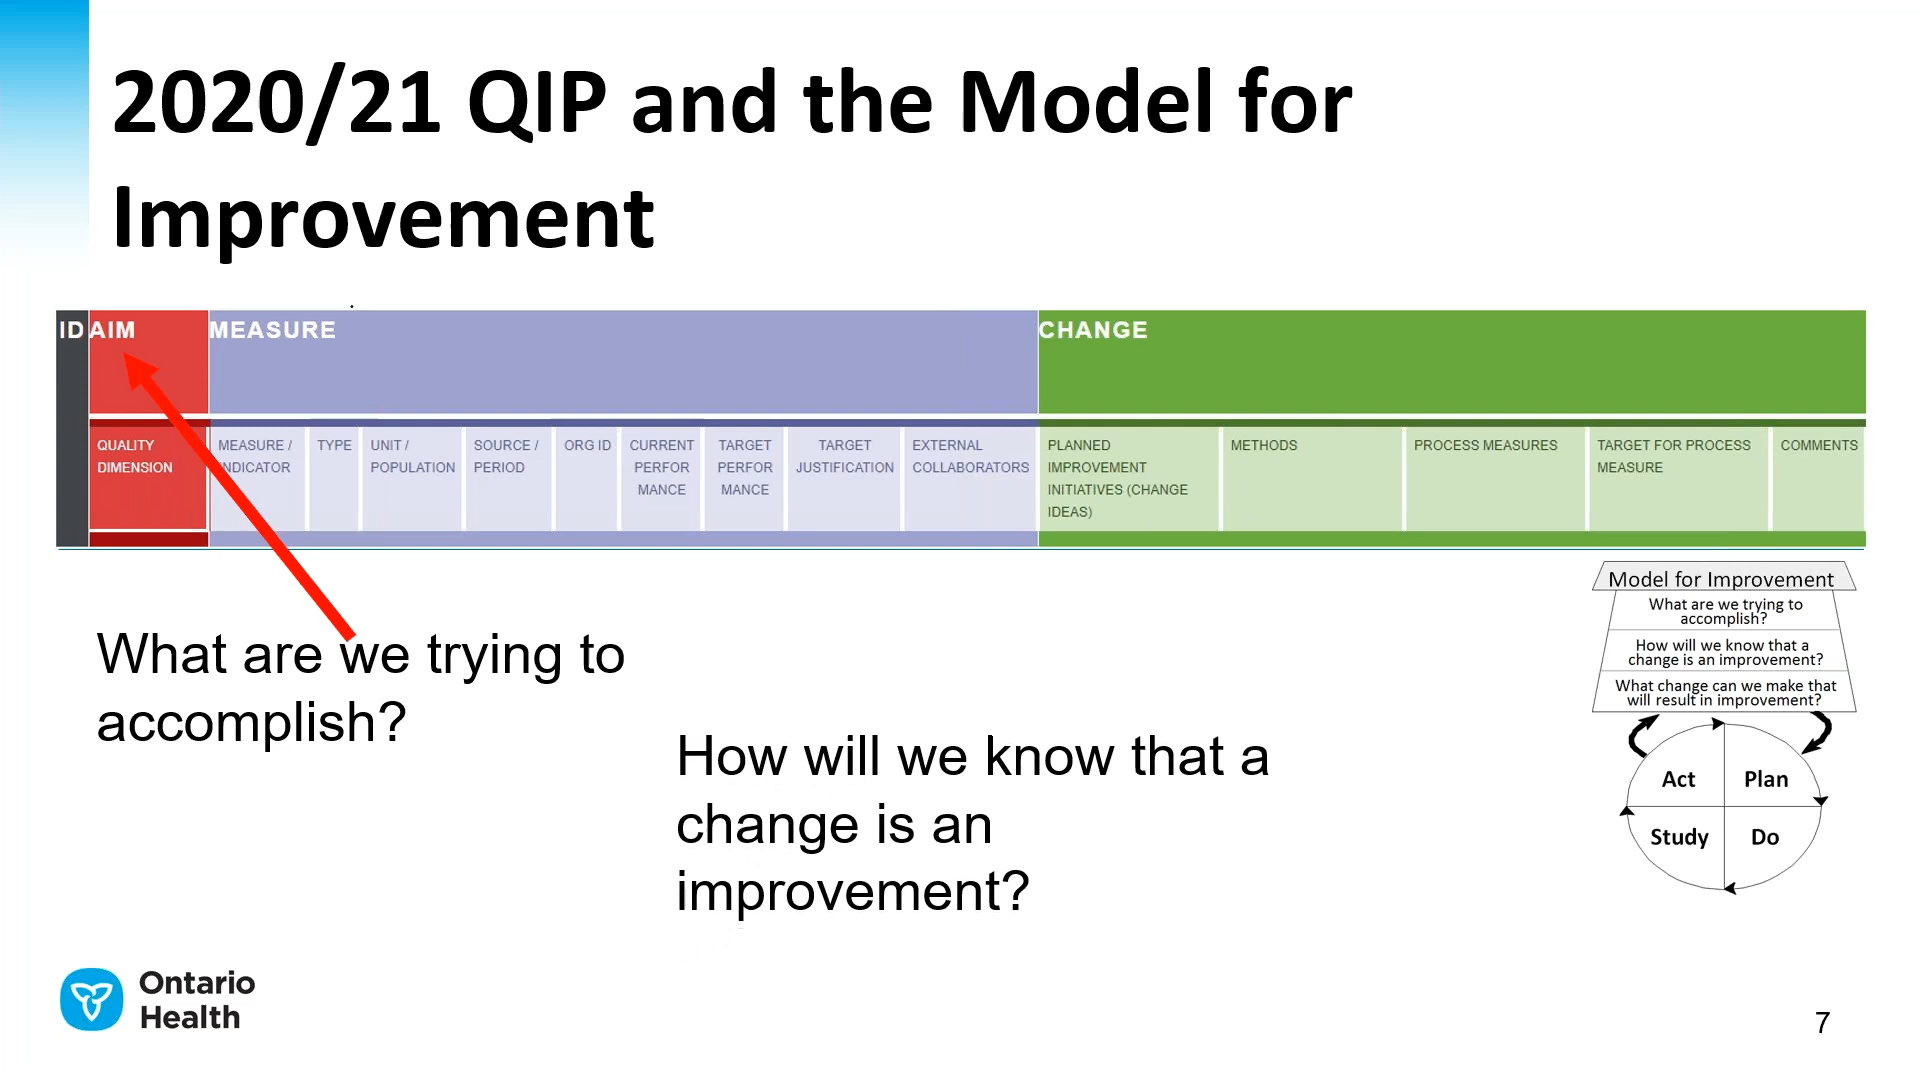 2020/21 QIP and the Model for
Improvement
ID AIM MEASURE CHANGE
QUALITY
DIMENSION
MEASURE /
INDICATOR
TYPE
UNIT /
POPULATION
SOURCE /
PERIOD
ORG ID
CURRENT
PERFOR
MANCE
TARGET
PERFOR
MANCE
TARGET
JUSTIFICATION
EXTERNAL
COLLABORATORS
PLANNED
IMPROVEMENT
INITIATIVES (CHANGE
IDEAS)
METHODS
PROCESS MEASURES
TARGET FOR PROCESS
MEASURE
COMMENTS
What are we trying to
accomplish?
How will we know that a
change is an
improvement?
Model for Improvement
What are we trying to
accomplish?
How will we know that a
change is an improvement?
What change can we make that
will result in improvement?
Act Plan
Study Do
Ontario
Health
7